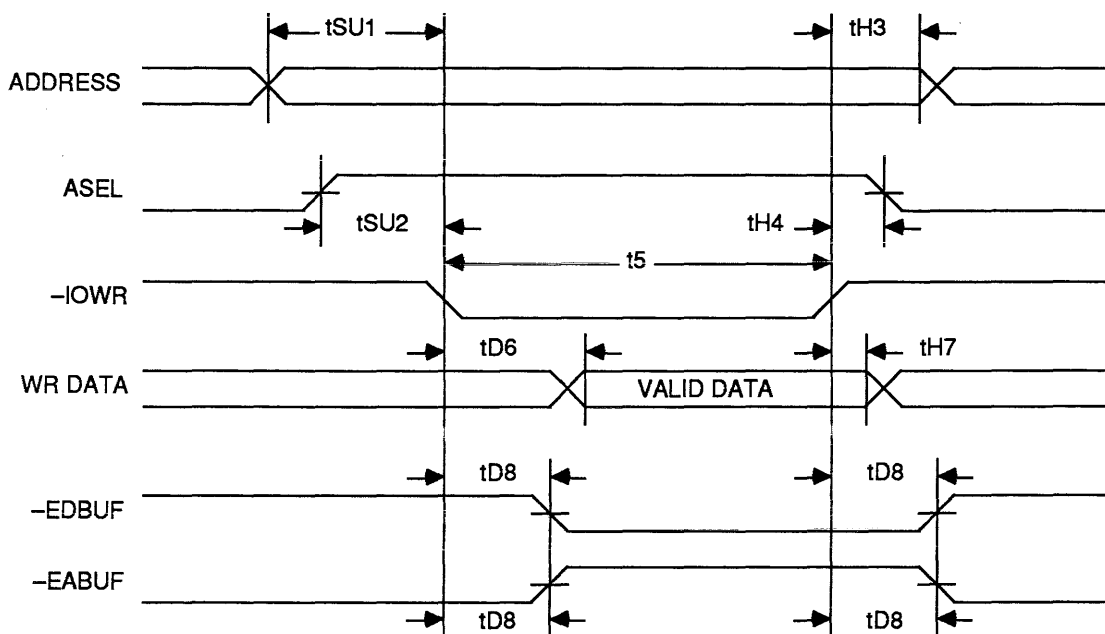 tSU1
tH3
ADDRESS
ASEL
tSU2
tH4
t5
–IOWR
tD6
tH7
WR DATA
VALID DATA
tD8
tD8
–EDBUF
–EABUF
tD8
tD8